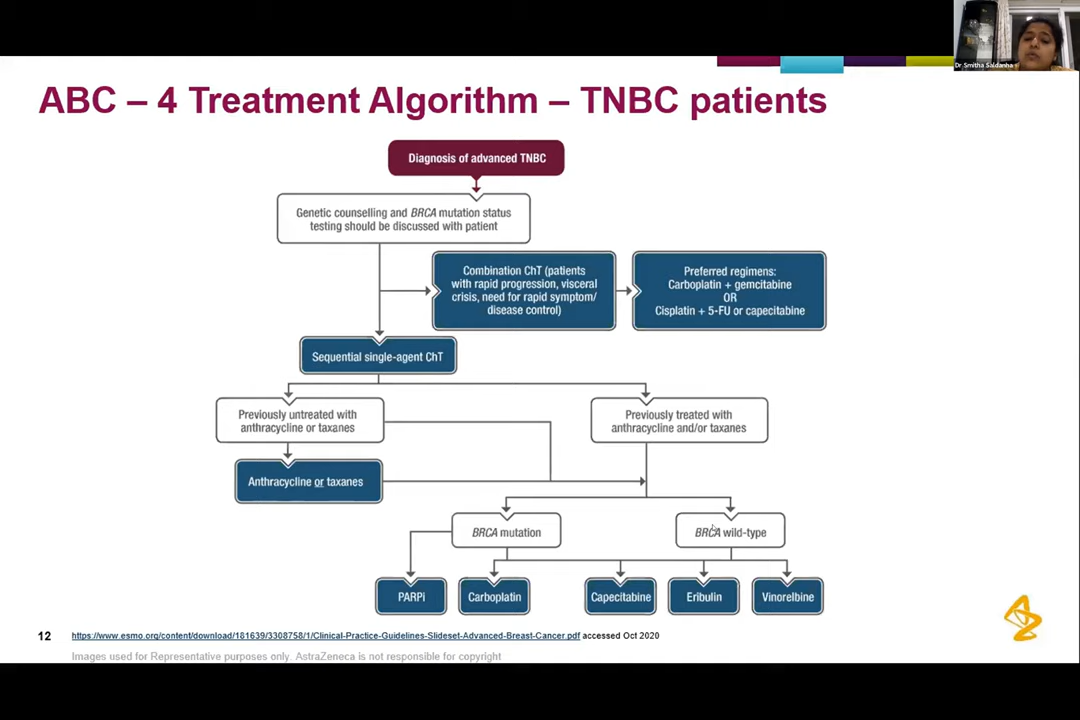 Dr Smitha Saldanha
ABC – 4 Treatment Algorithm – TNBC patients
Diagnosis of advanced TNBC
Genetic counselling and BRCA mutation status
testing should be discussed with patient
Combination ChT (patients
with rapid progression, visceral
crisis, need for rapid symptom/
disease control)
Preferred regimens:
Carboplatin + gemcitabine
OR
Cisplatin + 5-FU or capecitabine
Sequential single-agent ChT
Previously untreated with
anthracycline or taxanes
Previously treated with
anthracycline and/or taxanes
Anthracycline or taxanes
BRCA mutation
BRCA wild-type
PARPi
Carboplatin
Capecitabine
Eribulin
Vinorelbine
12
https://www.esmo.org/content/download/181639/3308758/1/Clinical-Practice-Guidelines-Slideset-Advanced-Breast-Cancer.pdf accessed Oct 2020
Images used for Representative purposes only. AstraZeneca is not responsible for copyright